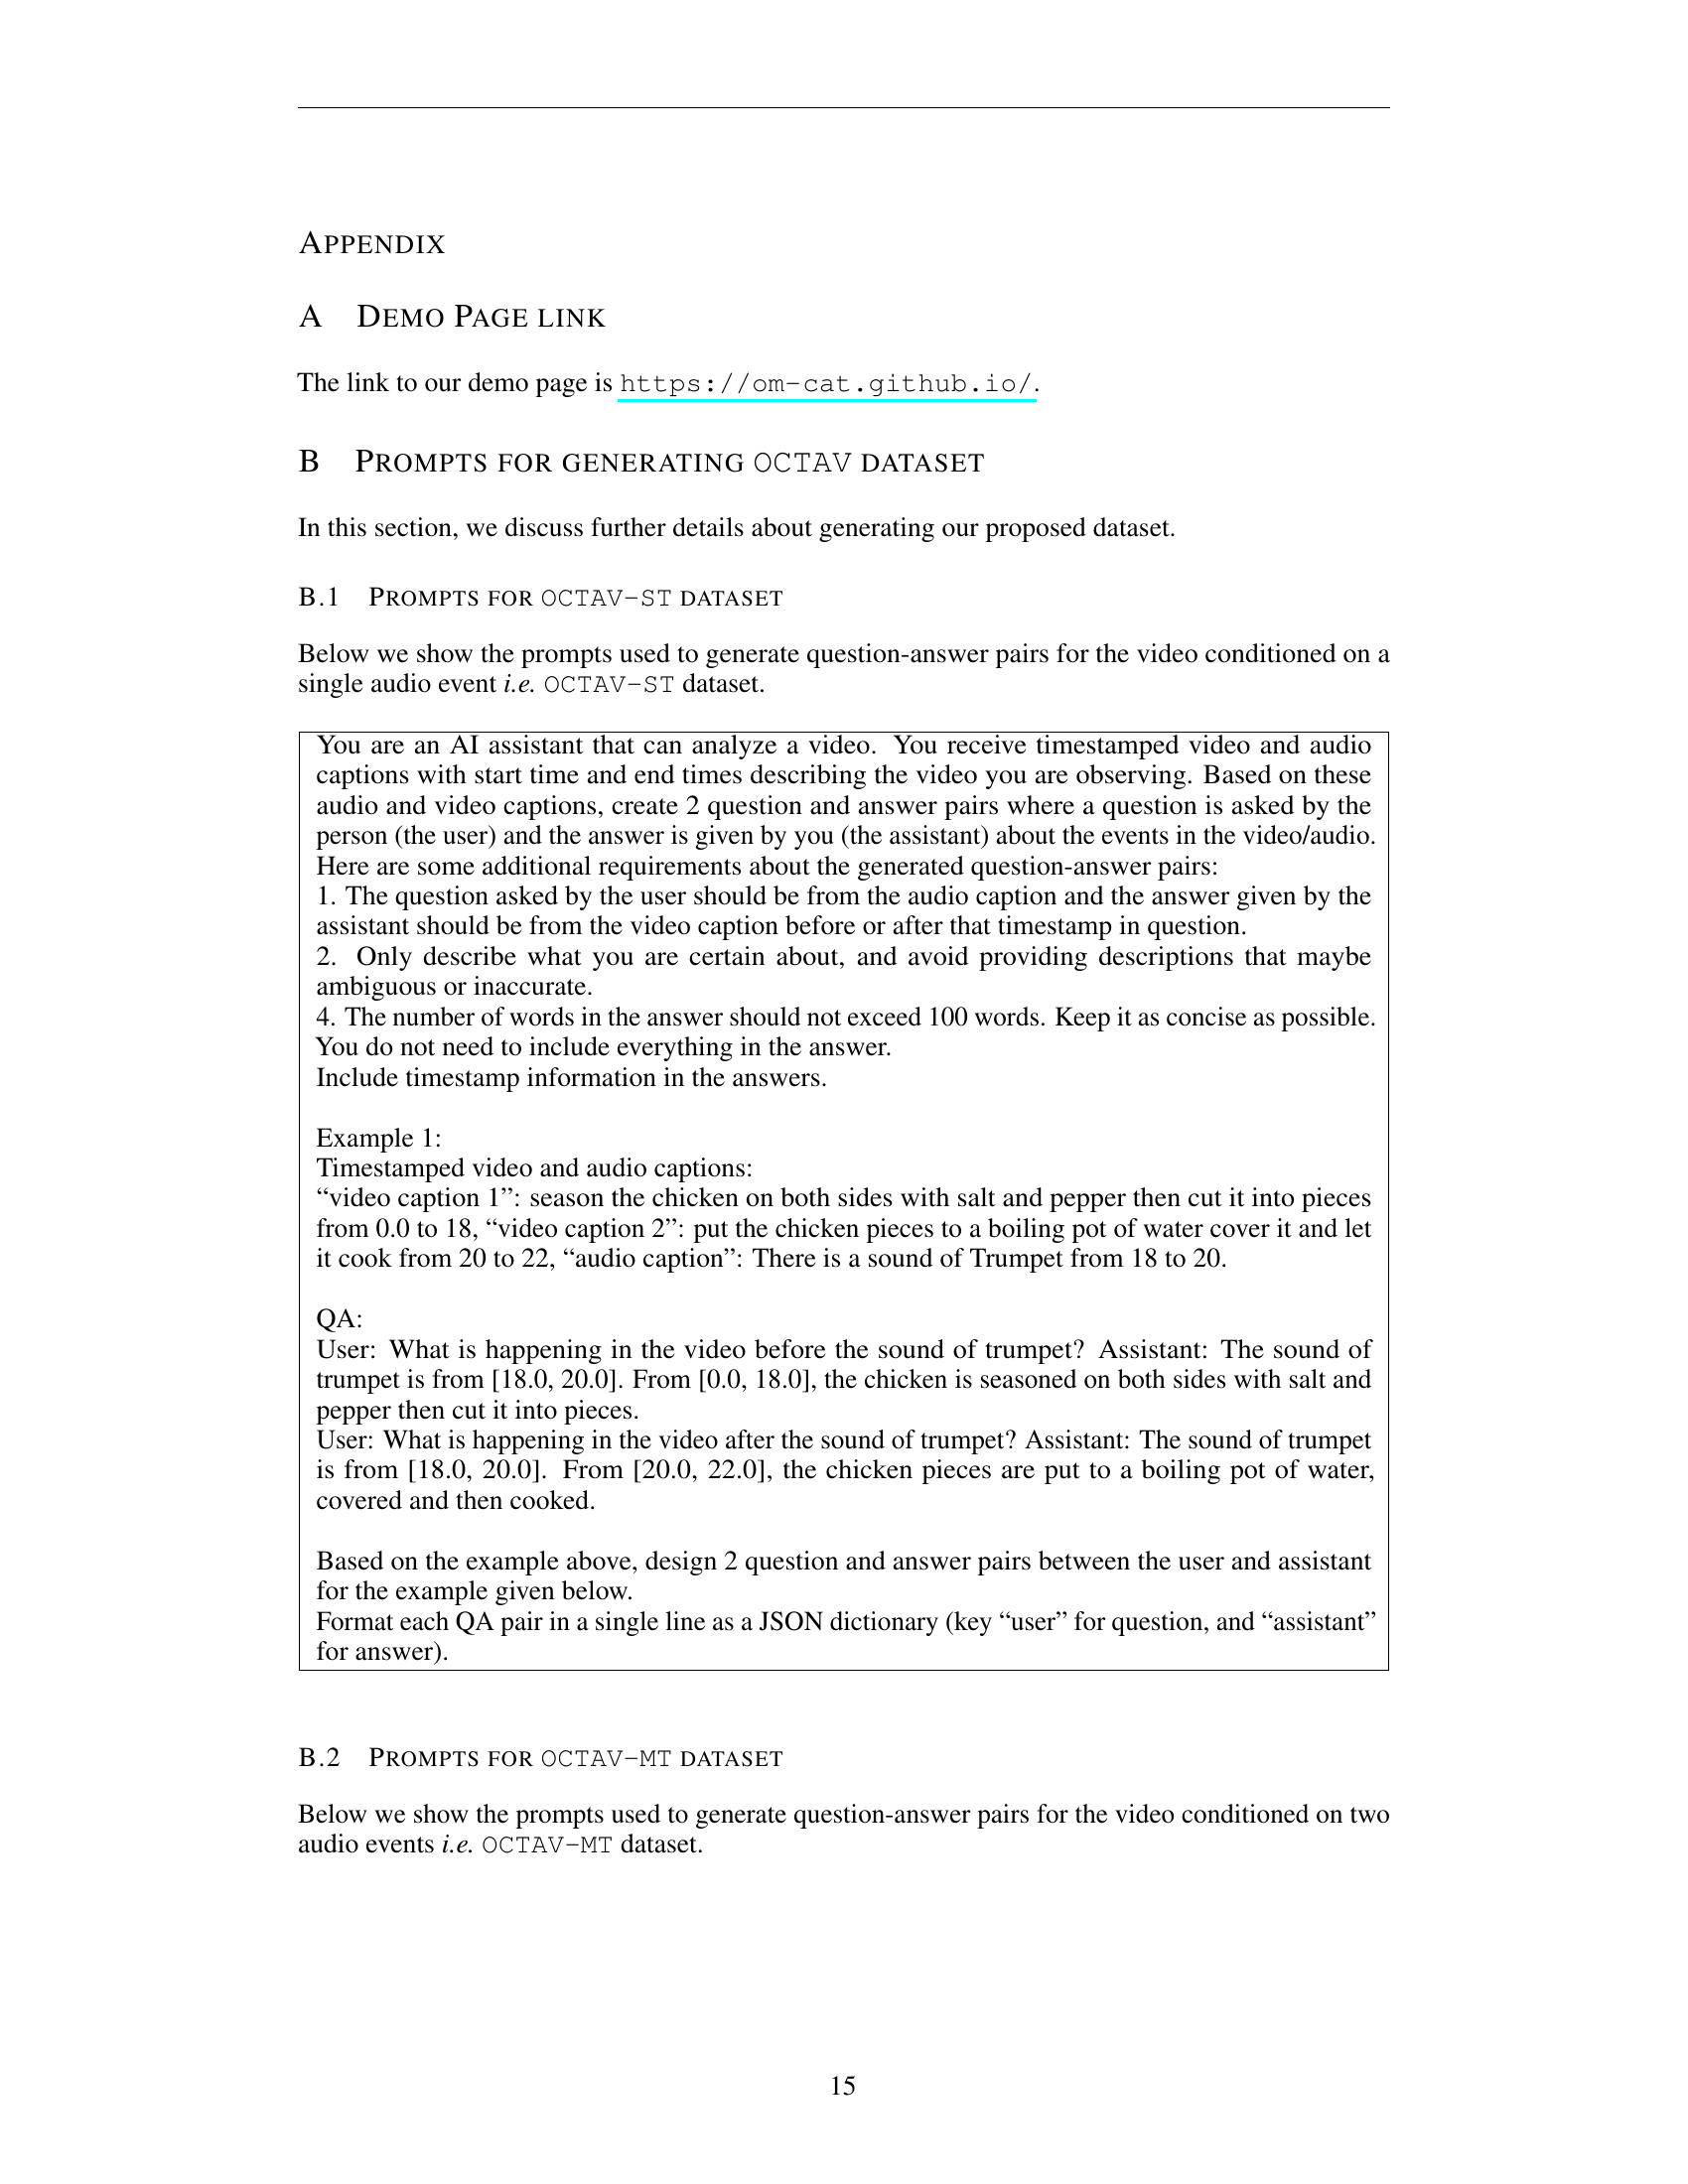 APPENDIX
A DEMO PAGE LINK
The link to our demo page is https://om-cat.github.io/.
B PROMPTS FOR GENERATING OCTAV DATASET
In this section, we discuss further details about generating our proposed dataset.
B.1 PROMPTS FOR OCTAV-ST DATASET
Below we show the prompts used to generate question-answer pairs for the video conditioned on a
single audio event i.e. OCTAV-ST dataset.
You are an AI assistant that can analyze a video. You receive timestamped video and audio
captions with start time and end times describing the video you are observing. Based on these
audio and video captions, create 2 question and answer pairs where a question is asked by the
person (the user) and the answer is given by you (the assistant) about the events in the video/audio.
Here are some additional requirements about the generated question-answer pairs:
1. The question asked by the user should be from the audio caption and the answer given by the
assistant should be from the video caption before or after that timestamp in question.
2. Only describe what you are certain about, and avoid providing descriptions that maybe
ambiguous or inaccurate.
4. The number of words in the answer should not exceed 100 words. Keep it as concise as possible.
You do not need to include everything in the answer.
Include timestamp information in the answers.
Example 1:
Timestamped video and audio captions:
“video caption 1”: season the chicken on both sides with salt and pepper then cut it into pieces
from 0.0 to 18, “video caption 2”: put the chicken pieces to a boiling pot of water cover it and let
it cook from 20 to 22, “audio caption”: There is a sound of Trumpet from 18 to 20.
QA:
User: What is happening in the video before the sound of trumpet? Assistant: The sound of
trumpet is from [18.0, 20.0]. From [0.0, 18.0], the chicken is seasoned on both sides with salt and
pepper then cut it into pieces.
User: What is happening in the video after the sound of trumpet? Assistant: The sound of trumpet
is from [18.0, 20.0]. From [20.0, 22.0], the chicken pieces are put to a boiling pot of water,
covered and then cooked.
Based on the example above, design 2 question and answer pairs between the user and assistant
for the example given below.
Format each QA pair in a single line as a JSON dictionary (key “user” for question, and “assistant”
for answer).
B.2 PROMPTS FOR OCTAV-MT DATASET
Below we show the prompts used to generate question-answer pairs for the video conditioned on two
audio events i.e. OCTAV-MT dataset.
15